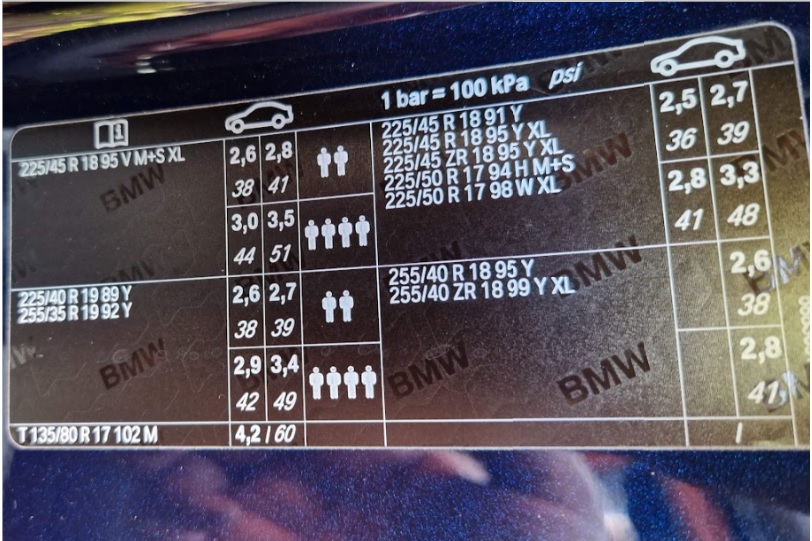 1 bar = 100 kPa psi
225/45 R 18 95 V M+S XL
2,6 2,8
38 41
3,0 3,5
44 51
225/45 R 18 91 Y
225/45 R 18 95 Y XL
225/45 ZR 18 95 Y XL
225/50 R 17 94 H M+S
225/50 R 17 98 W XL
2,5 2,7
36 39
2,8 3,3
41 48
225/40 R 19 89 Y
255/35 R 19 92 Y
2,6 2,7
38 39
2,9 3,4
42 49
255/40 R 18 95 Y
255/40 ZR 18 99 Y XL
2,6
38
2,8
41
T 135/80 R 17 102 M
4,2 / 60
/
BMW
BMW
BMW
BMW
BMW
BMW